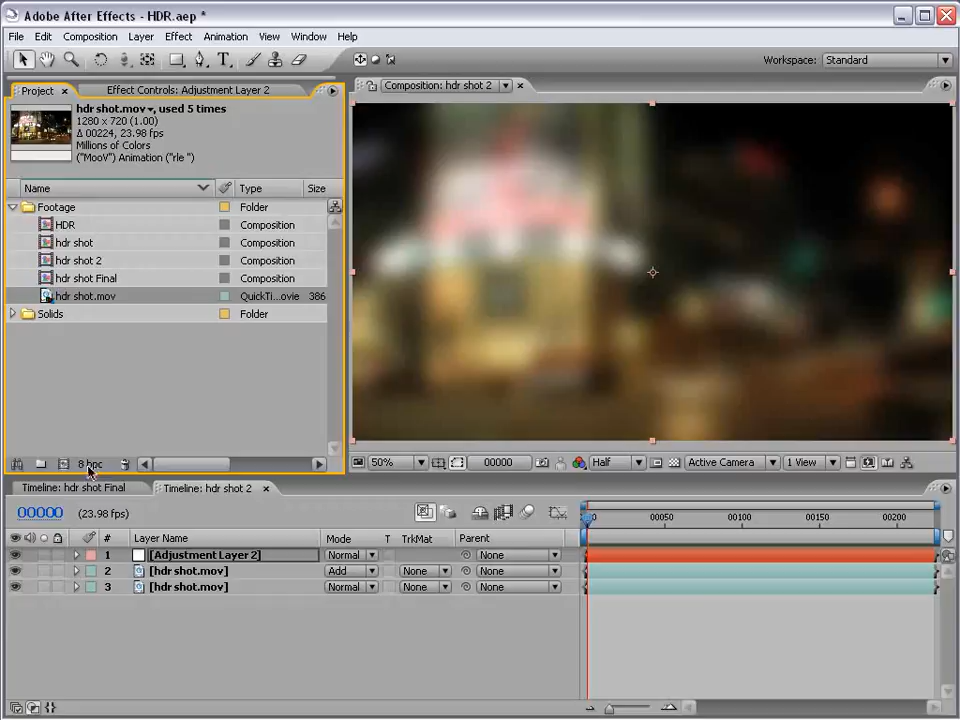 Adobe After Effects - HDR.aep *
File Edit Composition Layer Effect Animation View Window Help
Workspace: Standard
Project × Effect Controls: Adjustment Layer 2
Composition: hdr shot 2 ×
hdr shot.mov, used 5 times
1280 x 720 (1.00)
Δ 00224, 23.98 fps
Millions of Colors
("MooV") Animation ("rle ")
Name Type Size
Footage Folder
HDR Composition
hdr shot Composition
hdr shot 2 Composition
hdr shot Final Composition
hdr shot.mov QuickTi...ovie 386
Solids Folder
8 bpc
50% 00000 Half Active Camera 1 View
Timeline: hdr shot Final Timeline: hdr shot 2 ×
00000 (23.98 fps)
0 00050 00100 00150 00200
# Layer Name Mode T TrkMat Parent
1 [Adjustment Layer 2] Normal None
2 [hdr shot.mov] Add None None
3 [hdr shot.mov] Normal None None